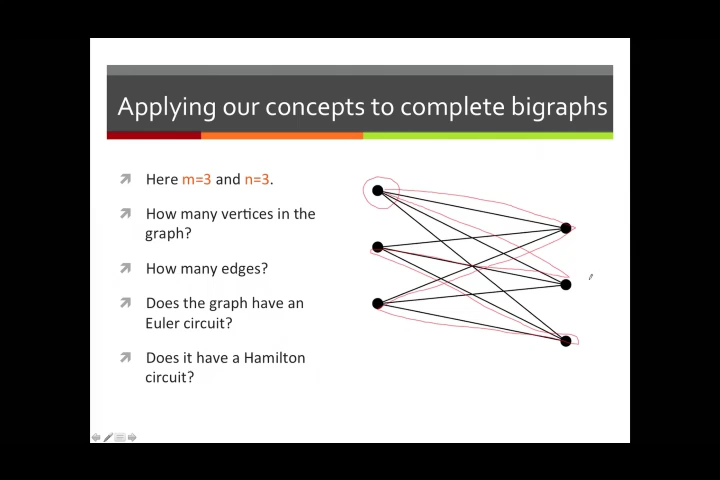 Applying our concepts to complete bigraphs
Here m=3 and n=3.
How many vertices in the
graph?
How many edges?
Does the graph have an
Euler circuit?
Does it have a Hamilton
circuit?